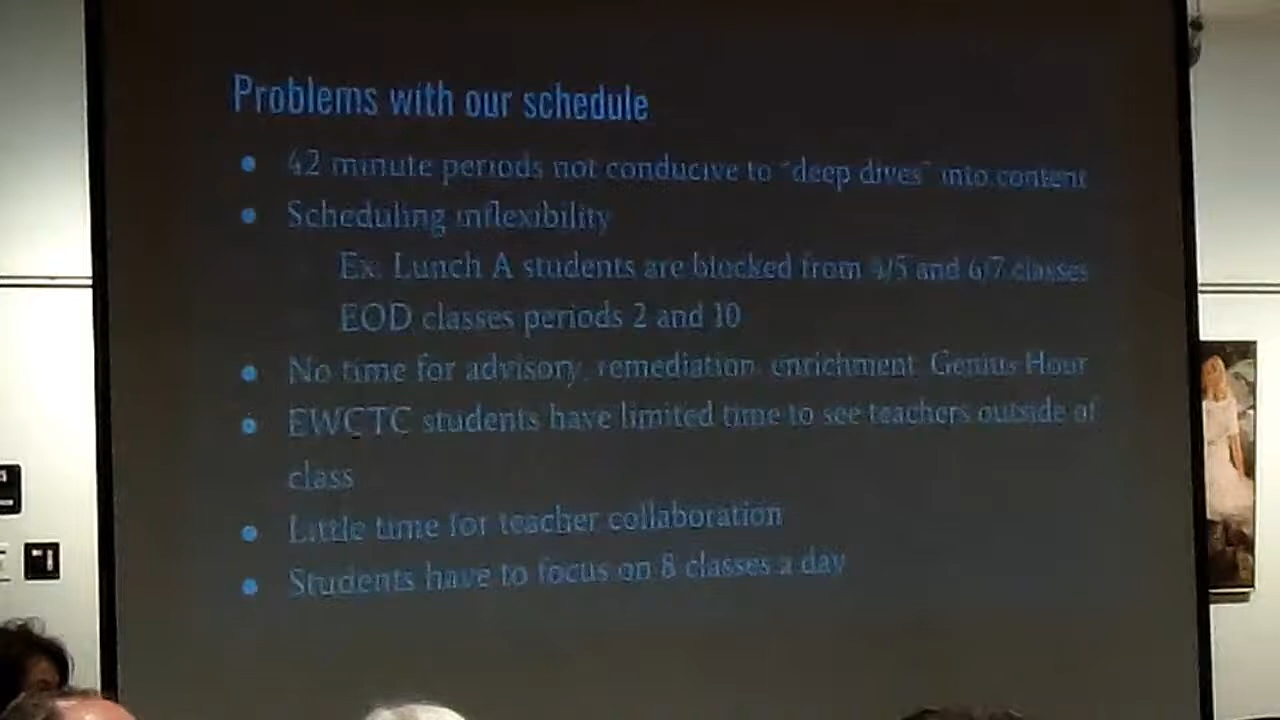 Problems with our schedule
● 42 minute periods not conducive to "deep dives" into content
● Scheduling inflexibility
Ex: Lunch A students are blocked from 4/5 and 6/7 classes
EOD classes periods 2 and 10
● No time for advisory, remediation, enrichment, Genius Hour
● EWCTC students have limited time to see teachers outside of
class
● Little time for teacher collaboration
● Students have to focus on 8 classes a day